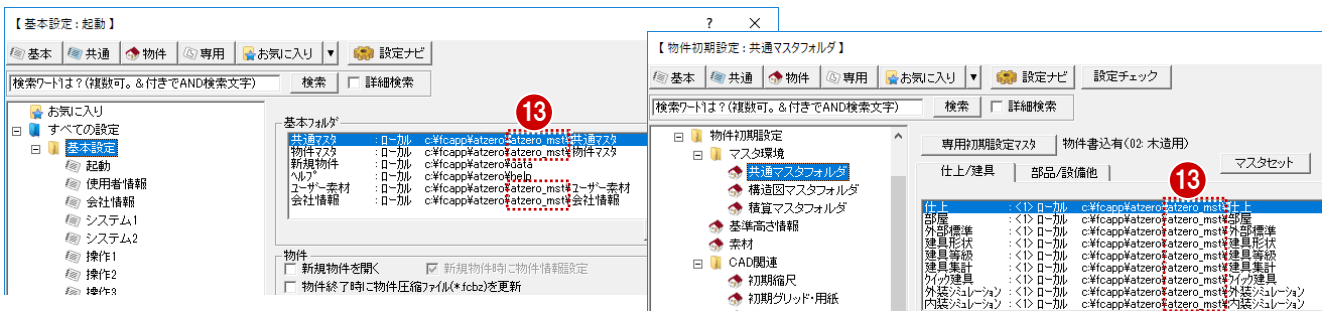 【 基本設定 : 起動 】
? ×
基本 共通 物件 専用 お気に入り ▼ 設定ナビ
検索ワードは？(複数可。＆付きでAND検索文字) 検索 詳細検索
お気に入り
すべての設定
基本設定
起動
使用者情報
会社情報
システム1
システム2
操作1
操作2
操作3
13
基本フォルダ
共通マスタ : ローカル c:¥fcapp¥atzero¥atzero_mst¥共通マスタ
物件マスタ : ローカル c:¥fcapp¥atzero¥atzero_mst¥物件マスタ
新規物件 : ローカル c:¥fcapp¥atzero¥data
ヘルプ : ローカル c:¥fcapp¥atzero¥help
ユーザー素材 : ローカル c:¥fcapp¥atzero¥atzero_mst¥ユーザー素材
会社情報 : ローカル c:¥fcapp¥atzero¥atzero_mst¥会社情報
物件
新規物件を開く 新規物件時に物件情報設定
物件終了時に物件圧縮ファイル(*.fcbz)を更新
【 物件初期設定 : 共通マスタフォルダ 】
基本 共通 物件 専用 お気に入り ▼ 設定ナビ 設定チェック
検索ワードは？(複数可。＆付きでAND検索文字) 検索 詳細検索
物件初期設定
マスタ環境
共通マスタフォルダ
構造図マスタフォルダ
積算マスタフォルダ
基準高さ情報
素材
CAD関連
初期縮尺
初期グリッド・用紙
専用初期設定マスタ 物件書込有(02: 木造用)
マスタセット
仕上/建具 部品/設備他
13
仕上 : <1> ローカル c:¥fcapp¥atzero¥atzero_mst¥仕上
部屋 : <1> ローカル c:¥fcapp¥atzero¥atzero_mst¥部屋
外部標準 : <1> ローカル c:¥fcapp¥atzero¥atzero_mst¥外部標準
建具形状 : <1> ローカル c:¥fcapp¥atzero¥atzero_mst¥建具形状
建具等級 : <1> ローカル c:¥fcapp¥atzero¥atzero_mst¥建具等級
建具集計 : <1> ローカル c:¥fcapp¥atzero¥atzero_mst¥建具集計
クイック建具 : <1> ローカル c:¥fcapp¥atzero¥atzero_mst¥クイック建具
外装シミュレーション : <1> ローカル c:¥fcapp¥atzero¥atzero_mst¥外装シミュレーション
内装シミュレーション : <1> ローカル c:¥fcapp¥atzero¥atzero_mst¥内装シミュレーション